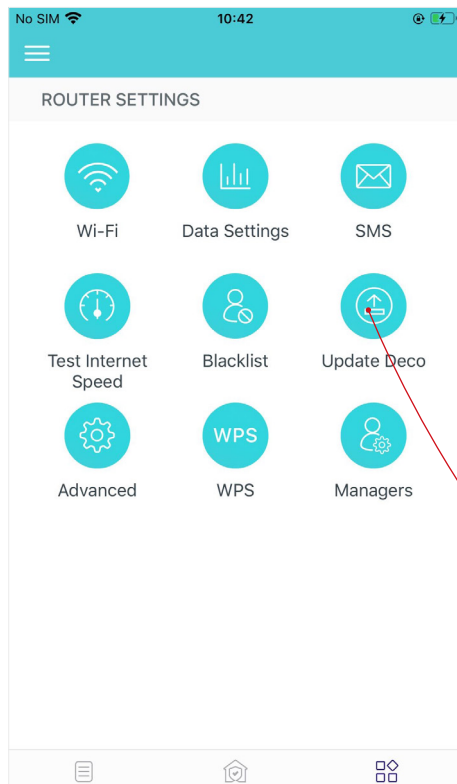 No SIM 10:42
ROUTER SETTINGS
Wi-Fi Data Settings SMS
Test Internet Speed Blacklist Update Deco
WPS
Advanced WPS Managers